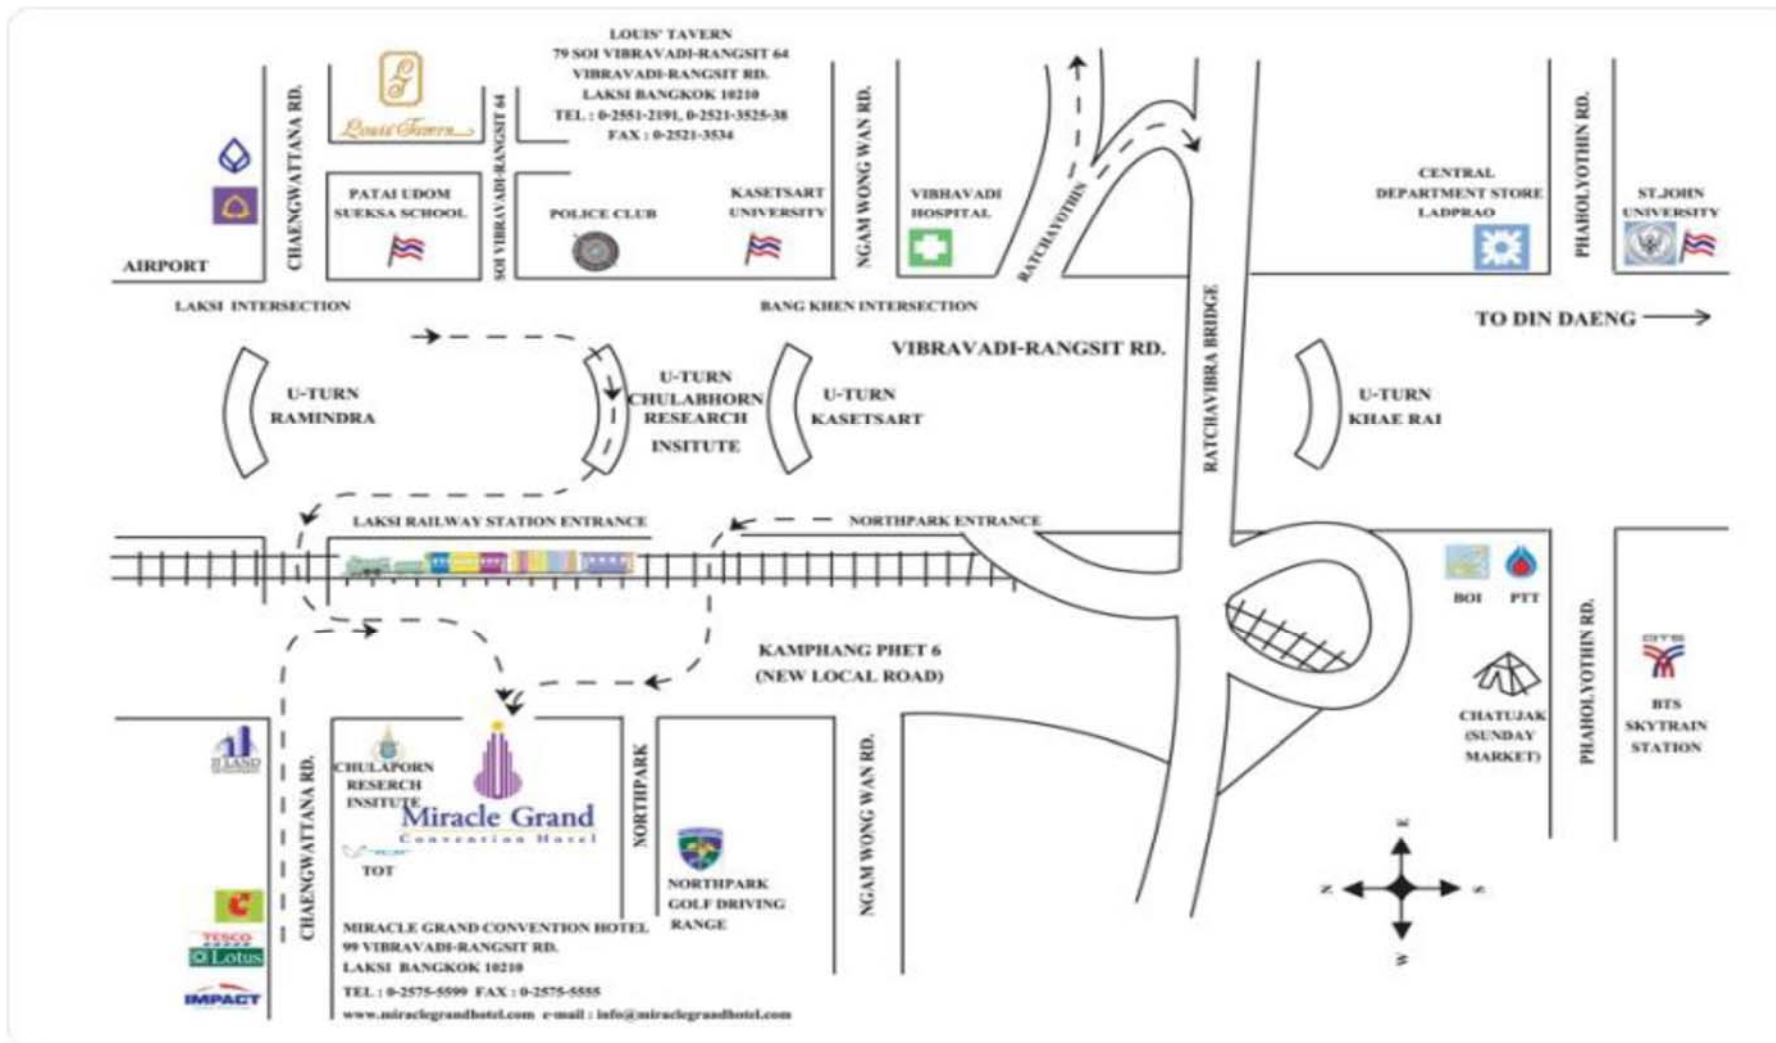 LOUIS' TAVERN
79 SOI VIBRAVADI-RANGSIT 64
VIBRAVADI-RANGSIT RD.
LAKSI BANGKOK 10210
TEL : 0-2551-2191, 0-2521-3525-38
FAX : 0-2521-3534
Louis' Tavern
CHAENGWATTANA RD.
SOI VIBRAVADI-RANGSIT 64
NGAM WONG WAN RD.
PHAHOLYOTHIN RD.
PATAI UDOM
SUEKSA SCHOOL
POLICE CLUB
KASETSART
UNIVERSITY
VIBHAVADI
HOSPITAL
RATCHAYOTHIN
CENTRAL
DEPARTMENT STORE
LADPRAO
ST.JOHN
UNIVERSITY
AIRPORT
LAKSI INTERSECTION
BANG KHEN INTERSECTION
TO DIN DAENG
VIBRAVADI-RANGSIT RD.
RATCHAVIBRA BRIDGE
U-TURN
RAMINDRA
U-TURN
CHULABHORN
RESEARCH
INSITUTE
U-TURN
KASETSART
U-TURN
KHAE RAI
LAKSI RAILWAY STATION ENTRANCE
NORTHPARK ENTRANCE
BOI
PTT
KAMPHANG PHET 6
(NEW LOCAL ROAD)
PHAHOLYOTHIN RD.
BTS
CHATUJAK
(SUNDAY
MARKET)
BTS
SKYTRAIN
STATION
LAND
CHAENGWATTANA RD.
CHULAPORN
RESERCH
INSITUTE
Miracle Grand
Convention Hotel
TOT
NORTHPARK
NGAM WONG WAN RD.
NORTHPARK
GOLF DRIVING
RANGE
C
TESCO
Lotus
IMPACT
MIRACLE GRAND CONVENTION HOTEL
99 VIBRAVADI-RANGSIT RD.
LAKSI BANGKOK 10210
TEL : 0-2575-5599 FAX : 0-2575-5555
www.miraclegrandhotel.com e-mail : info@miraclegrandhotel.com
E
N
S
W